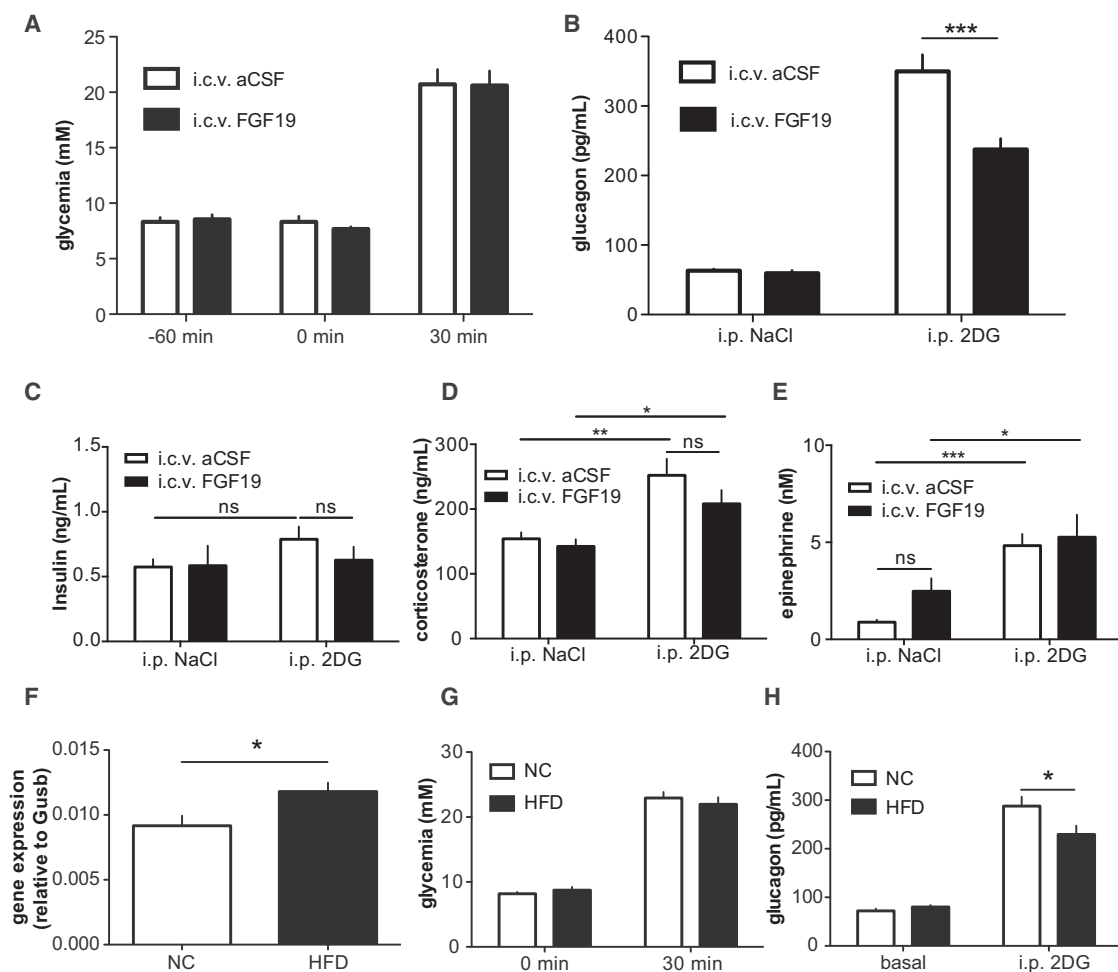 A
25
20
15
10
5
0
glycemia (mM)
i.c.v. aCSF
i.c.v. FGF19
-60 min 0 min 30 min
B
400
300
200
100
0
glucagon (pg/mL)
i.c.v. aCSF
i.c.v. FGF19
***
i.p. NaCl i.p. 2DG
C
1.5
1.0
0.5
0.0
Insulin (ng/mL)
i.c.v. aCSF
i.c.v. FGF19
ns ns
i.p. NaCl i.p. 2DG
D
300
200
100
0
corticosterone (ng/mL)
*
**
ns
i.c.v. aCSF
i.c.v. FGF19
i.p. NaCl i.p. 2DG
E
10
5
0
epinephrine (nM)
*
***
i.c.v. aCSF
i.c.v. FGF19
ns
i.p. NaCl i.p. 2DG
F
0.015
0.010
0.005
0.000
gene expression
(relative to Gusb)
*
NC HFD
G
30
20
10
0
glycemia (mM)
NC
HFD
0 min 30 min
H
400
300
200
100
0
glucagon (pg/mL)
NC
HFD
*
basal i.p. 2DG